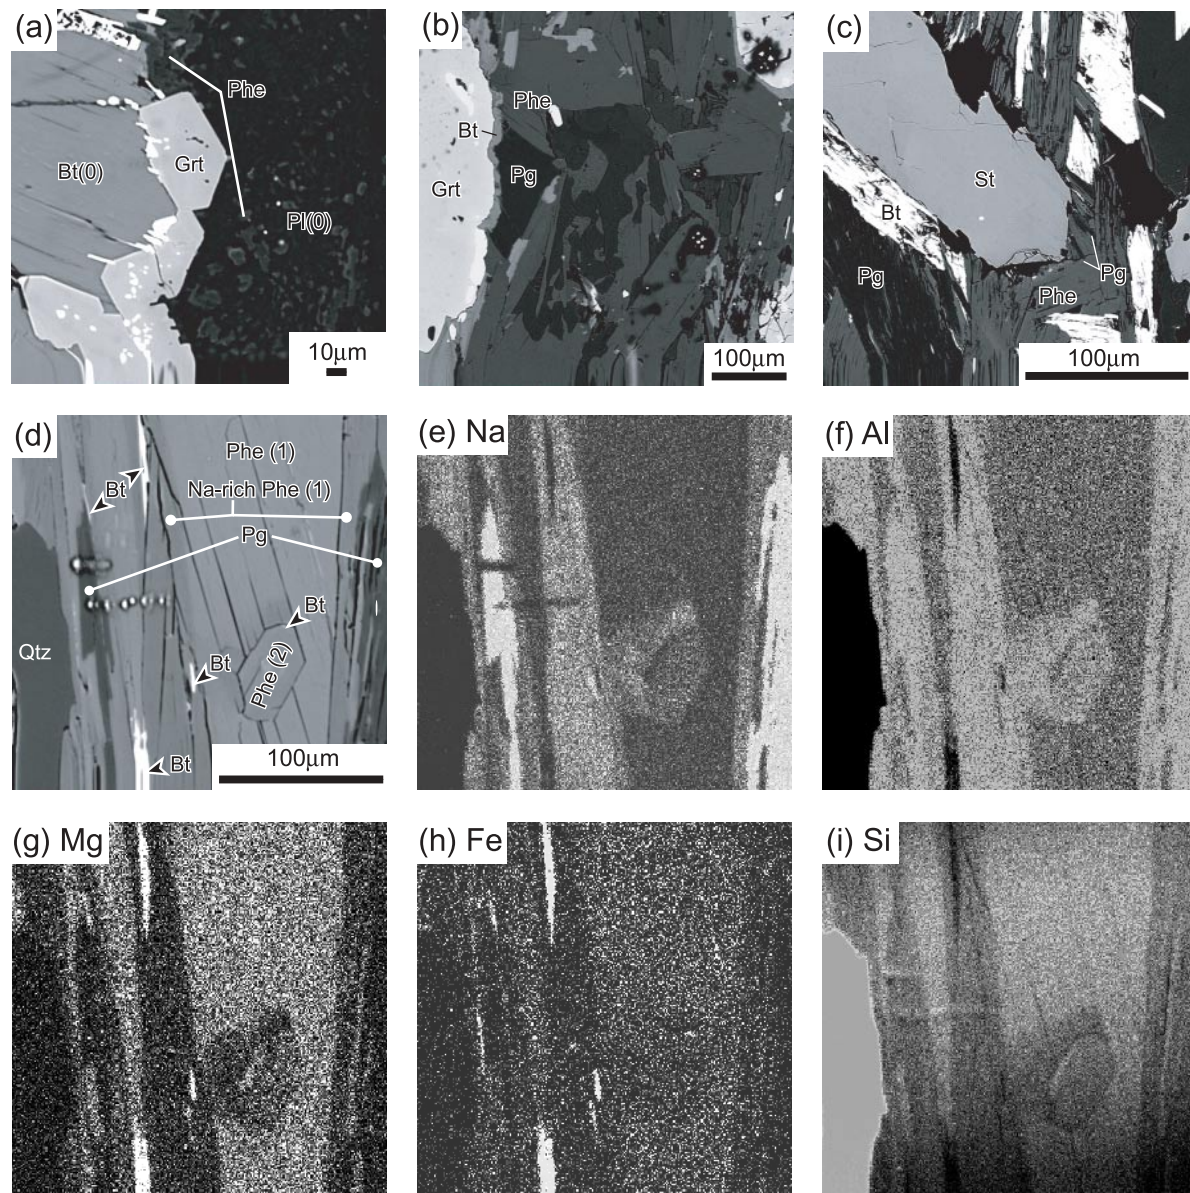 (a)
Phe
Grt
Bt(0)
Pl(0)
10μm
(b)
Phe
Bt
Pg
Grt
100μm
(c)
St
Bt
Pg
Pg
Phe
100μm
(d)
Phe (1)
Bt
Na-rich Phe (1)
Pg
Bt
Qtz
Bt
Phe (2)
100μm
Bt
(e) Na
(f) Al
(g) Mg
(h) Fe
(i) Si